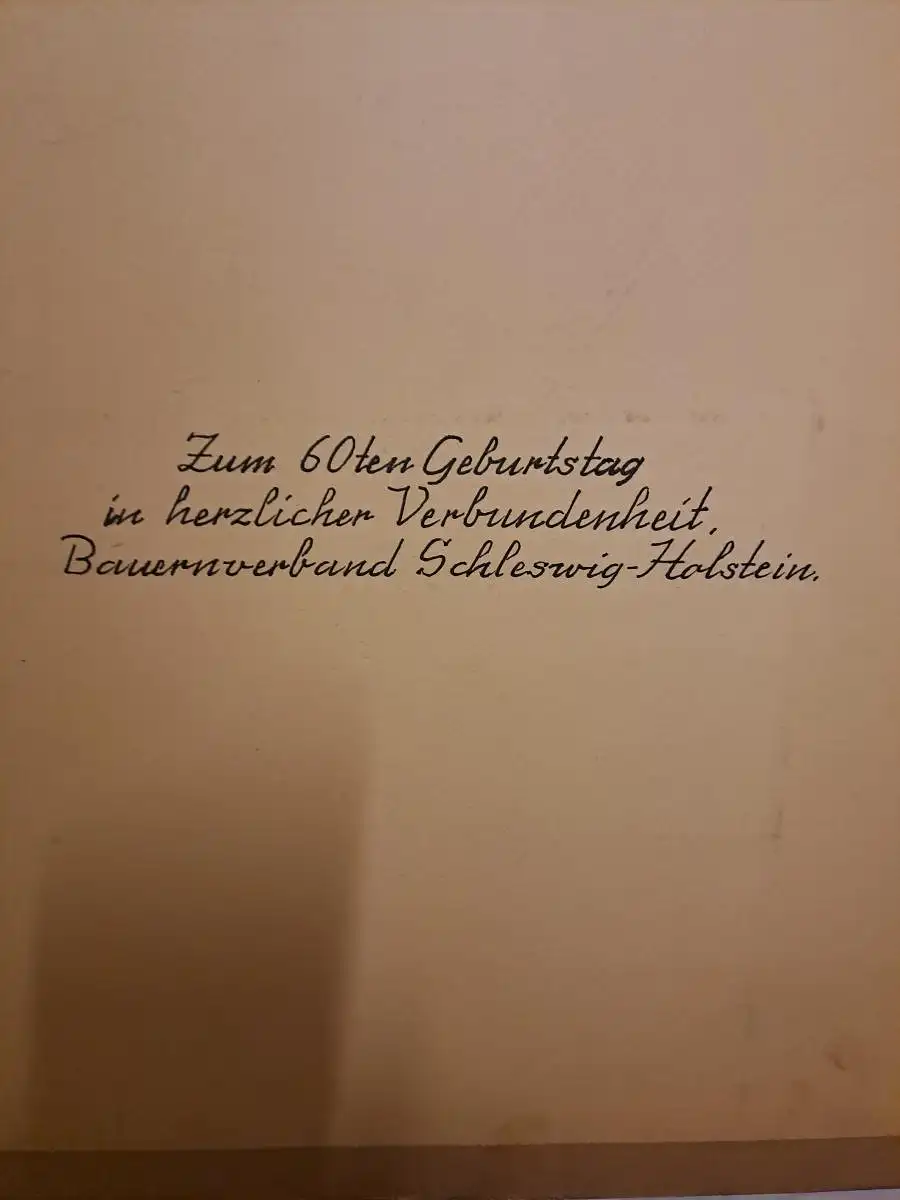 Zum 60ten Geburtstag
in herzlicher Verbundenheit,
Bauernverband Schleswig-Holstein.